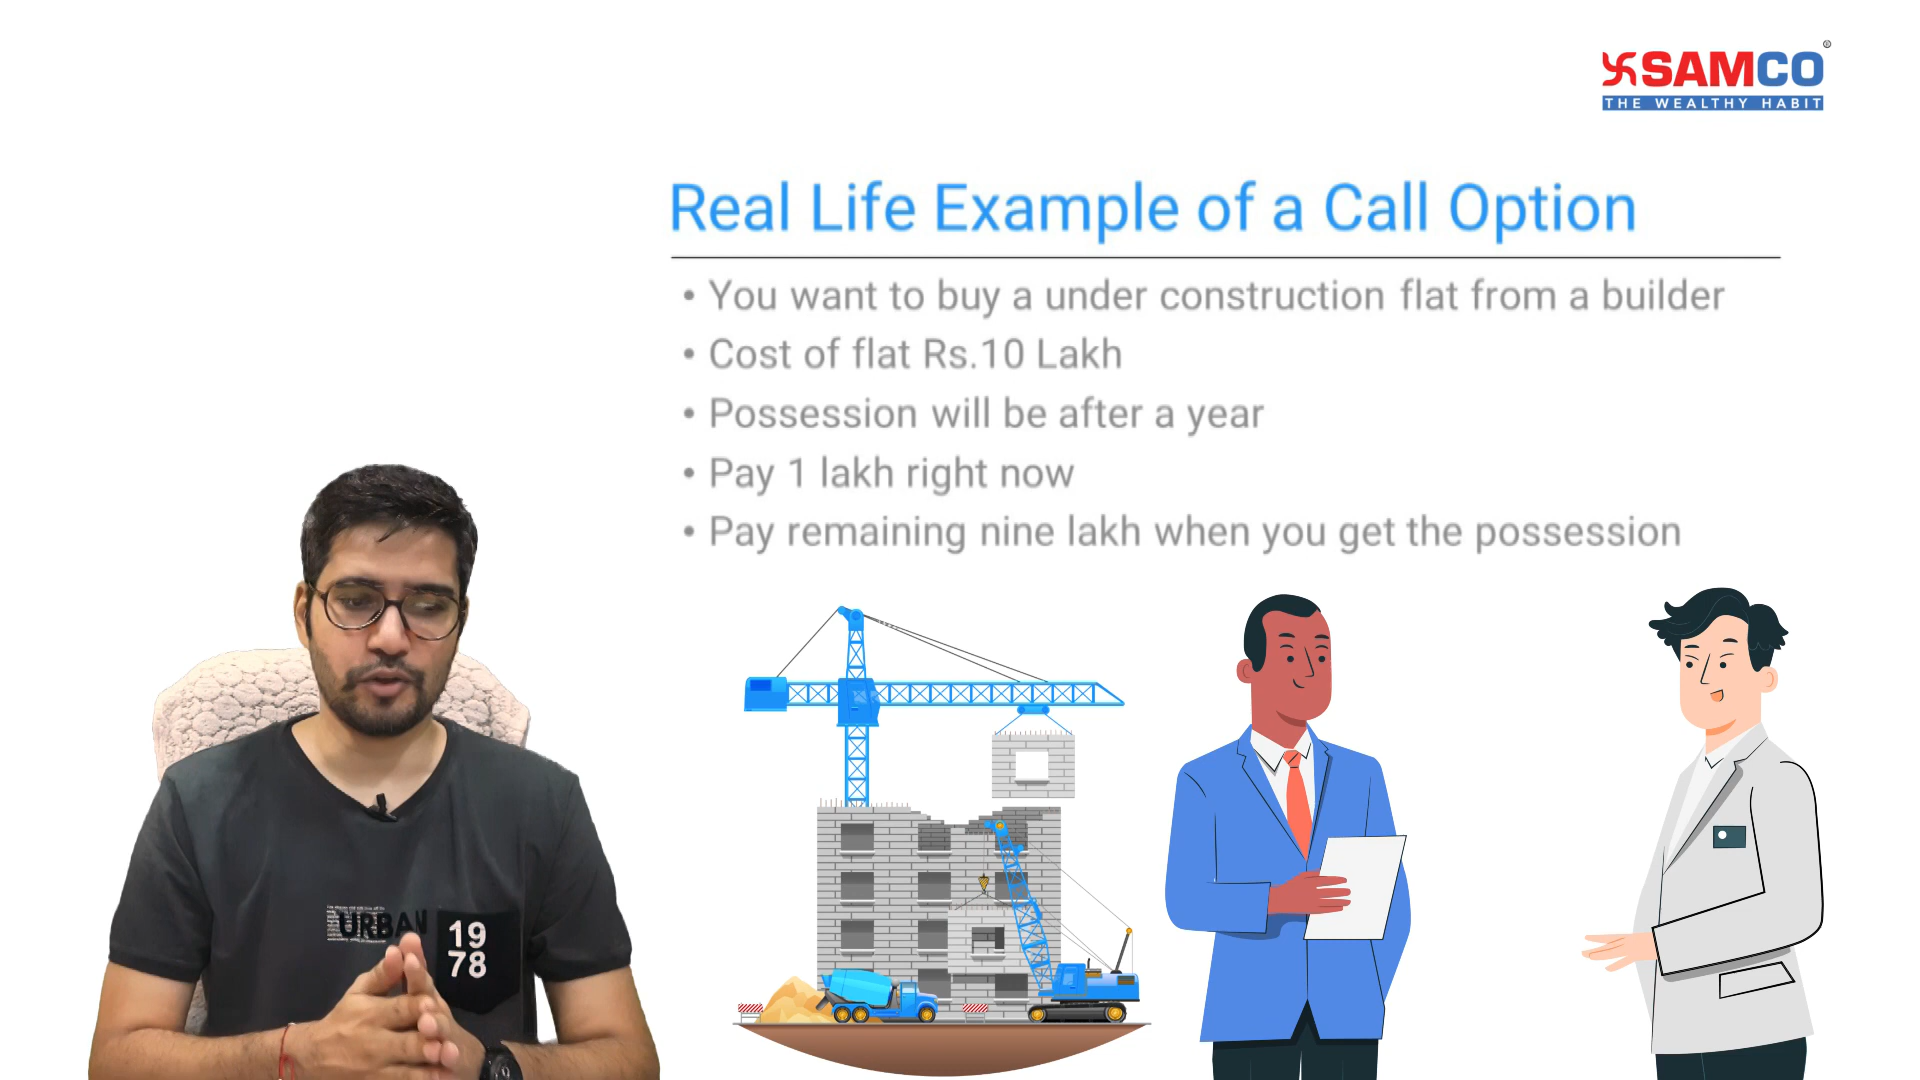 SAMCO
THE WEALTHY HABIT
Real Life Example of a Call Option
• You want to buy a under construction flat from a builder
• Cost of flat Rs.10 Lakh
• Possession will be after a year
• Pay 1 lakh right now
• Pay remaining nine lakh when you get the possession
URBAN
19
78